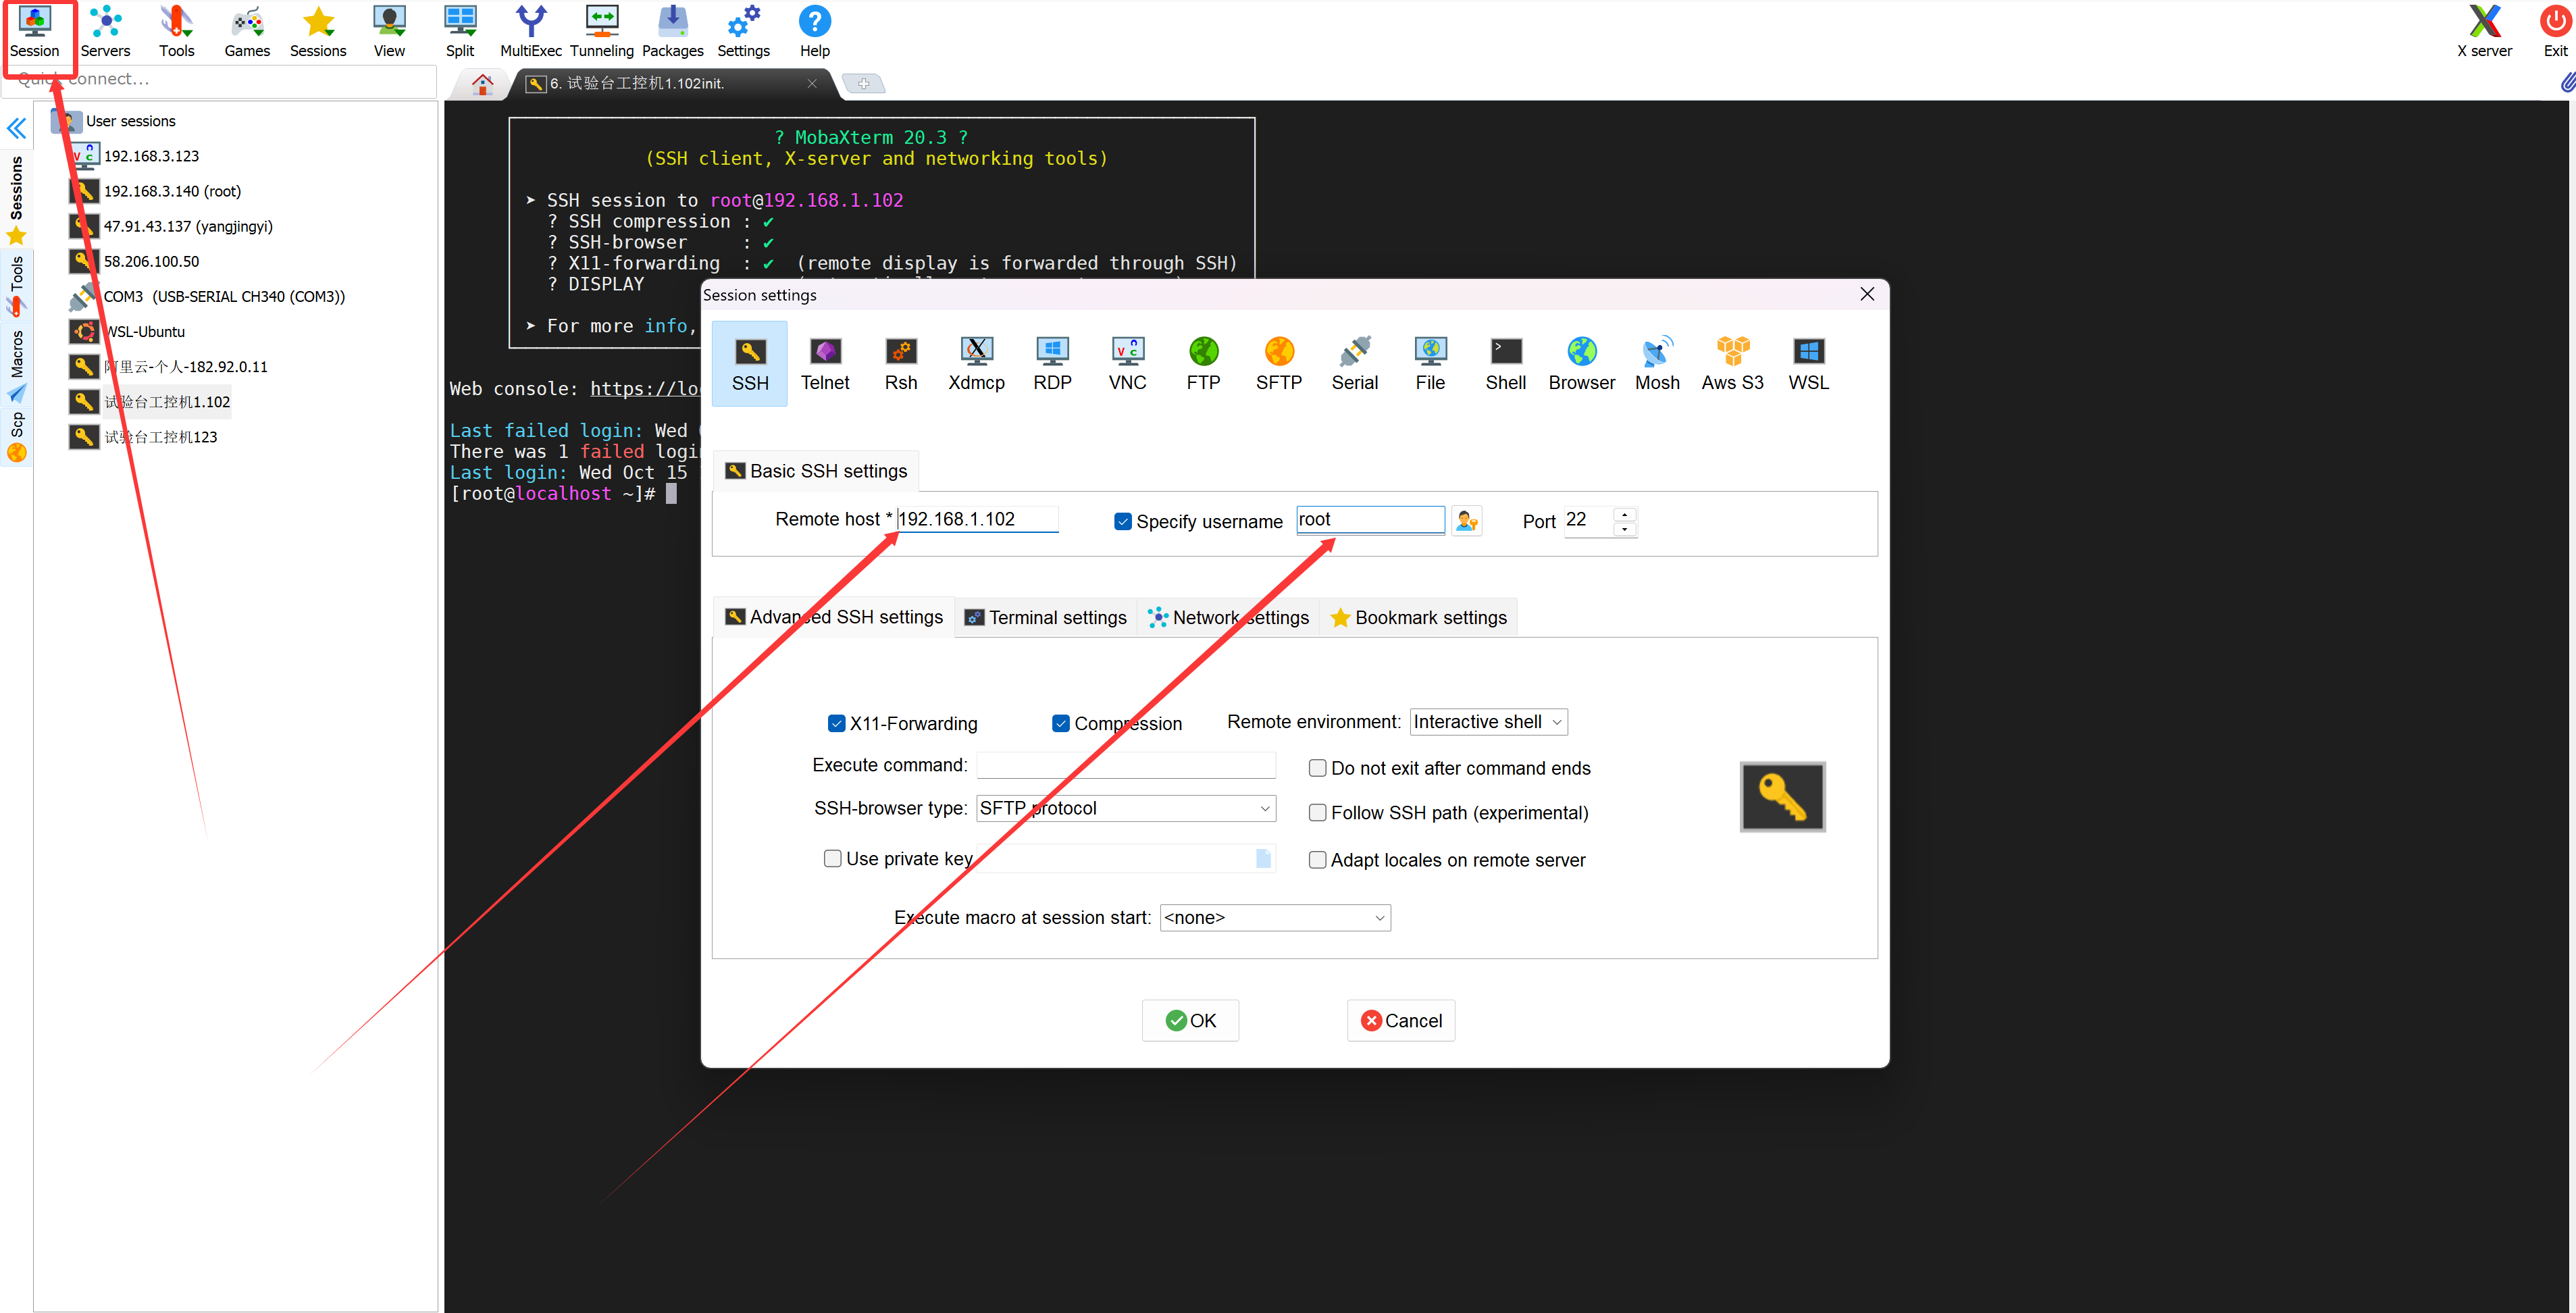 Session
Servers
Tools
Games
Sessions
View
Split
MultiExec
Tunneling
Packages
Settings
Help
X server
Exit
Quick connect...
6. 试验台工控机1.102init.
Sessions
Tools
Macros
Scp
User sessions
192.168.3.123
192.168.3.140 (root)
47.91.43.137 (yangjingyi)
58.206.100.50
COM3 (USB-SERIAL CH340 (COM3))
WSL-Ubuntu
阿里云-个人-182.92.0.11
试验台工控机1.102
试验台工控机123
? MobaXterm 20.3 ?
(SSH client, X-server and networking tools)
➤ SSH session to root@192.168.1.102
? SSH compression : ✔
? SSH-browser : ✔
? X11-forwarding : ✔ (remote display is forwarded through SSH)
? DISPLAY
➤ For more info,
Web console: https://lo
Last failed login: Wed
There was 1 failed logi
Last login: Wed Oct 15
[root@localhost ~]#
Session settings
SSH
Telnet
Rsh
Xdmcp
RDP
VNC
FTP
SFTP
Serial
File
Shell
Browser
Mosh
Aws S3
WSL
Basic SSH settings
Remote host * 192.168.1.102
Specify username root
Port 22
Advanced SSH settings
Terminal settings
Network settings
Bookmark settings
X11-Forwarding
Compression
Remote environment: Interactive shell
Execute command:
Do not exit after command ends
SSH-browser type: SFTP protocol
Follow SSH path (experimental)
Use private key
Adapt locales on remote server
Execute macro at session start: <none>
OK
Cancel